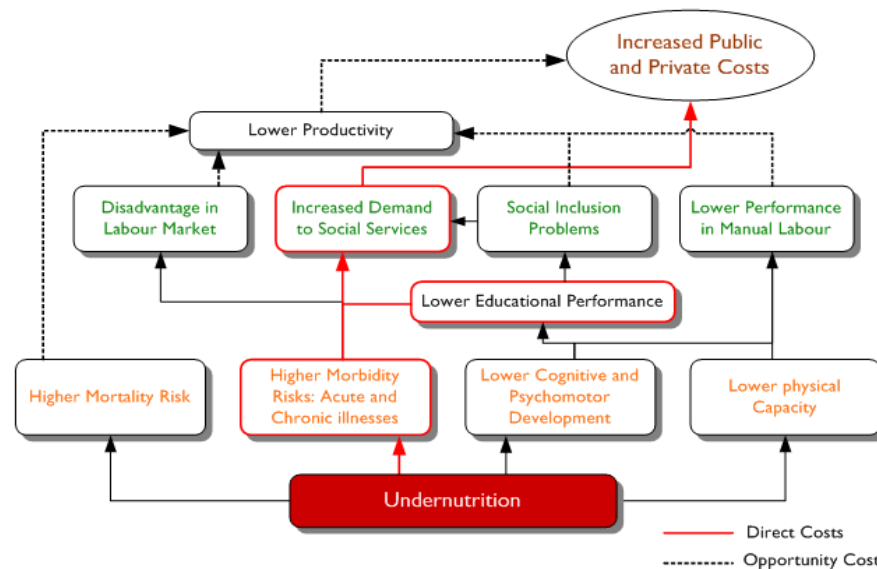 Increased Public
and Private Costs
Lower Productivity
Disadvantage in
Labour Market
Increased Demand
to Social Services
Social Inclusion
Problems
Lower Performance
in Manual Labour
Lower Educational Performance
Higher Mortality Risk
Higher Morbidity
Risks: Acute and
Chronic illnesses
Lower Cognitive and
Psychomotor
Development
Lower physical
Capacity
Undernutrition
Direct Costs
Opportunity Cost